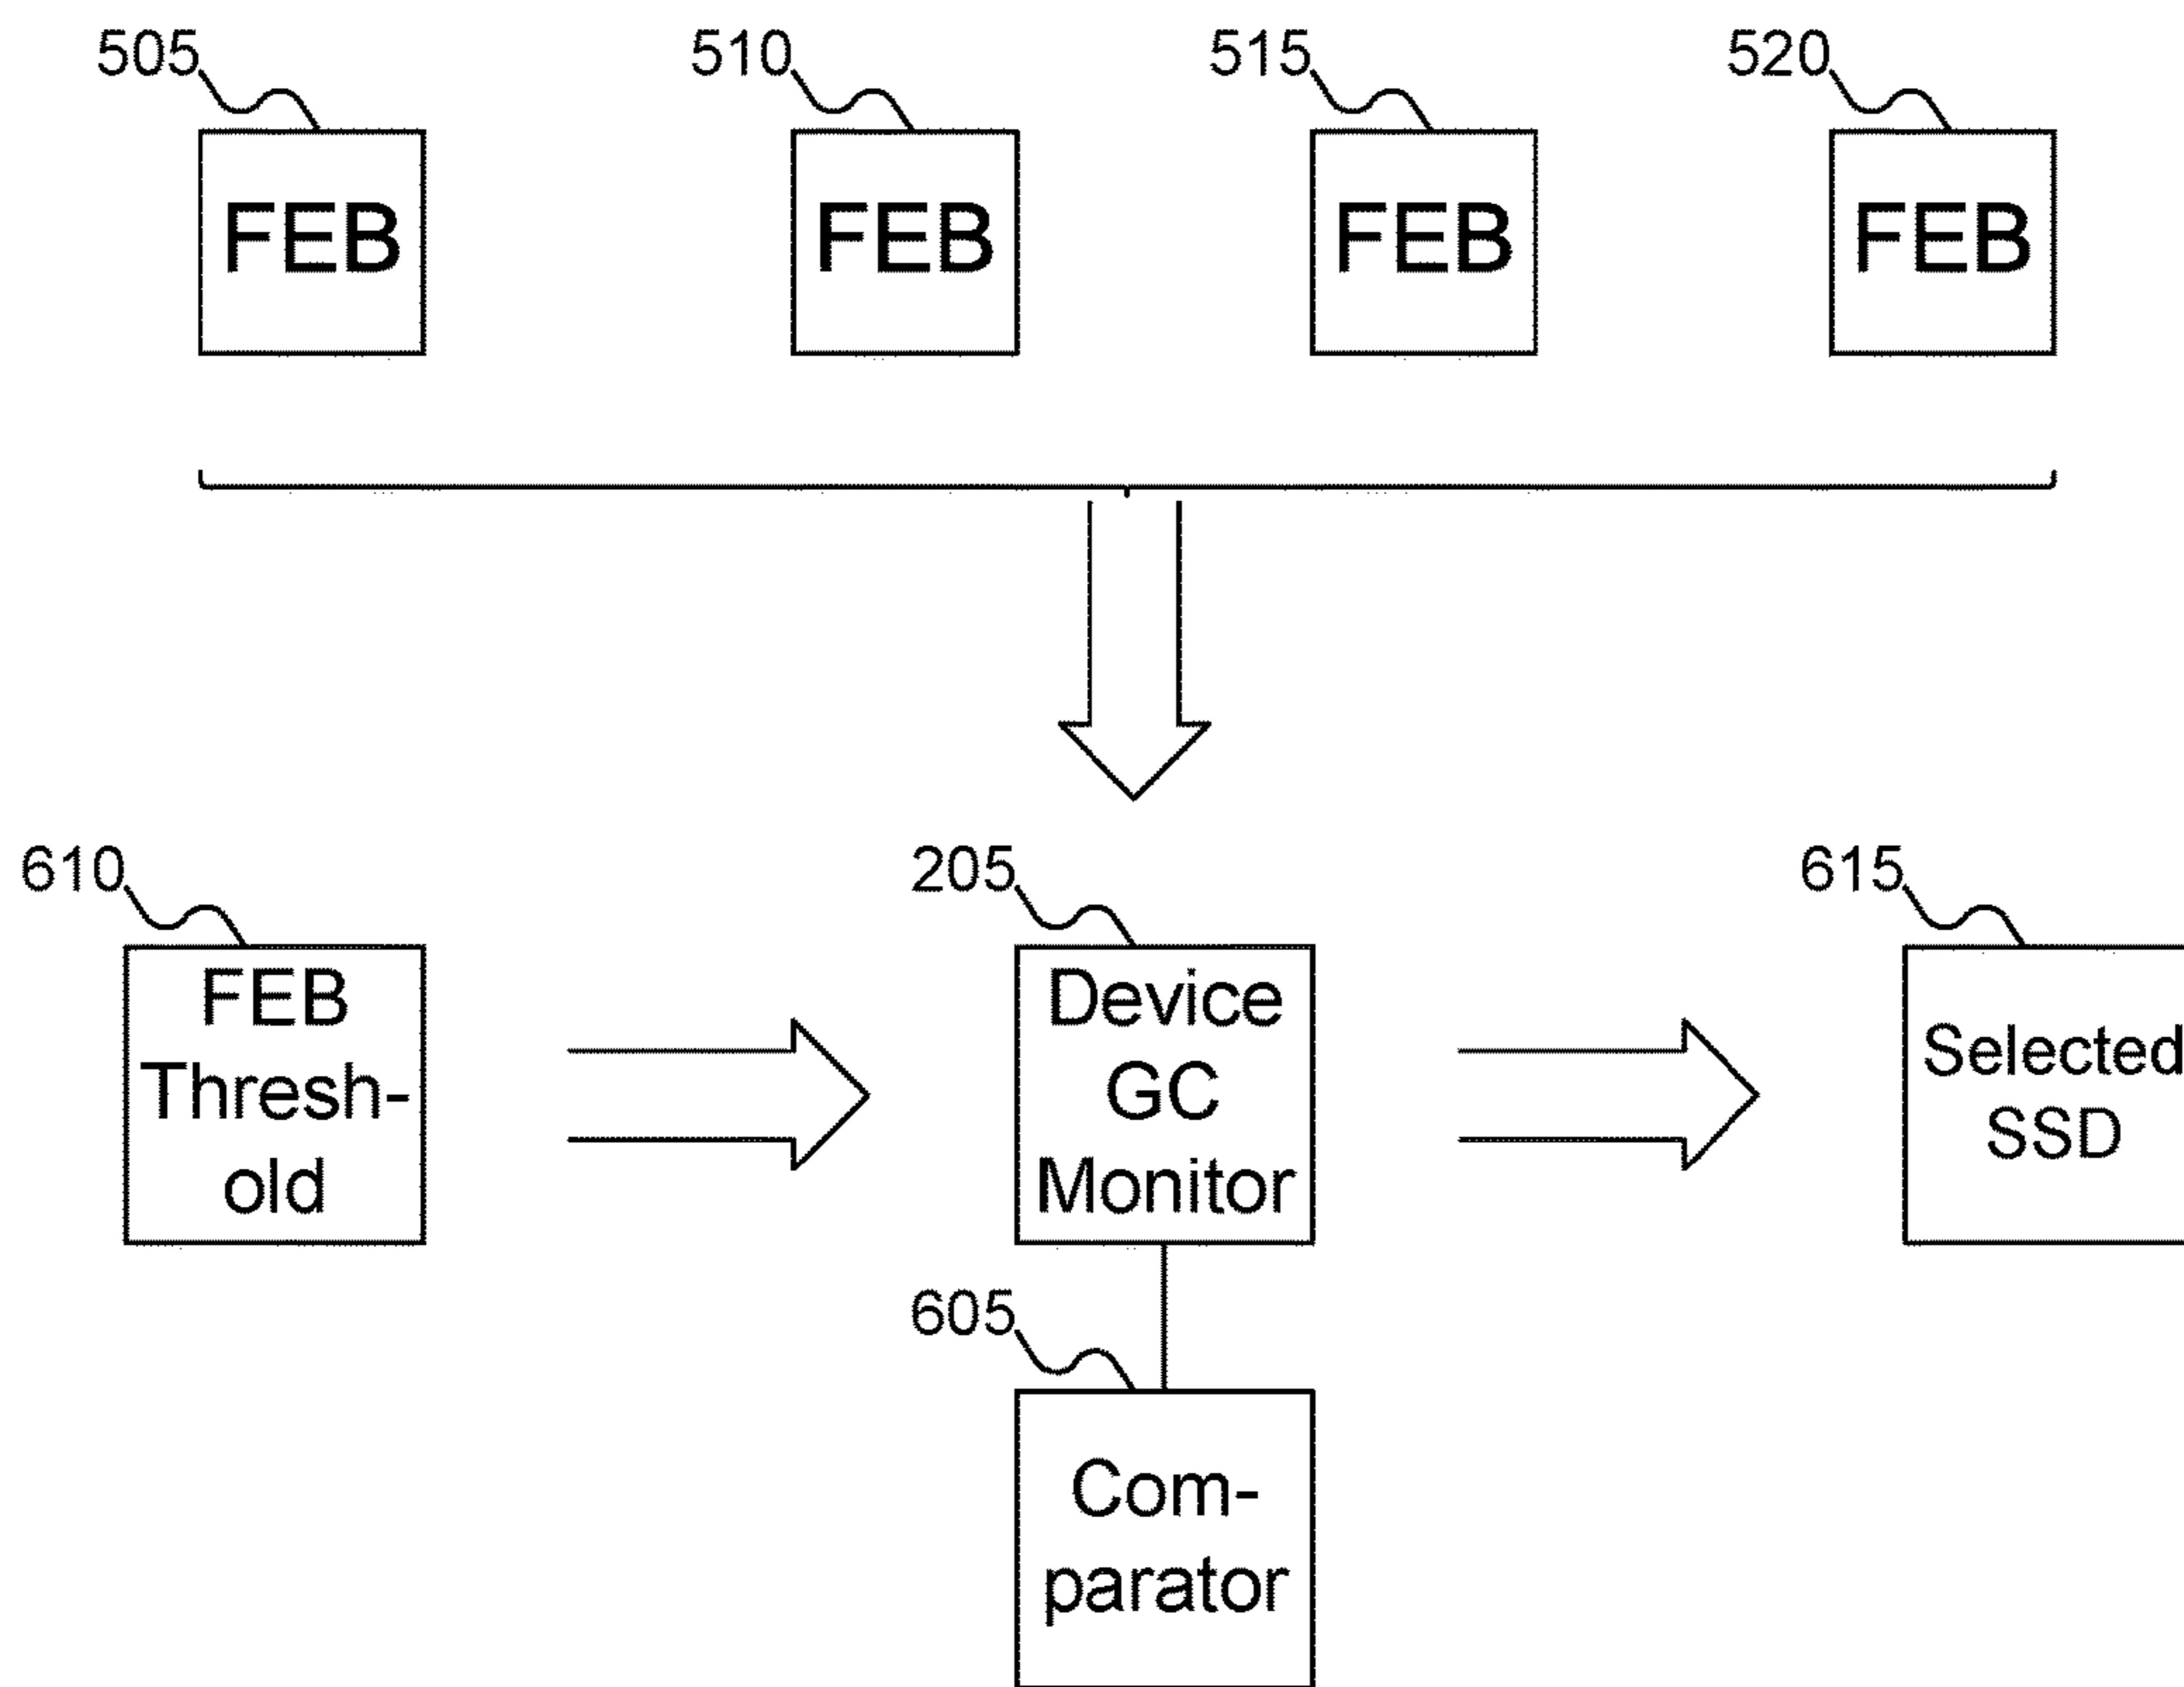 505 510 515 520
FEB FEB FEB FEB
610 205 615
FEB
Thresh-
old
Device
GC
Monitor
Selected
SSD
605
Com-
parator